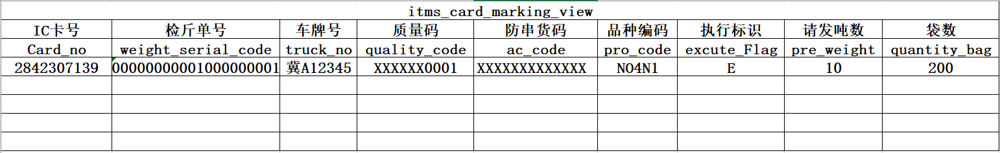 itms_card_marking_view
IC卡号 检斤单号 车牌号 质量码 防串货码 品种编码 执行标识 请发吨数 袋数
Card_no weight_serial_code truck_no quality_code ac_code pro_code excute_Flag pre_weight quantity_bag
2842307139 00000000001000000001 冀A12345 XXXXXX0001 XXXXXXXXXXXXX NO4N1 E 10 200